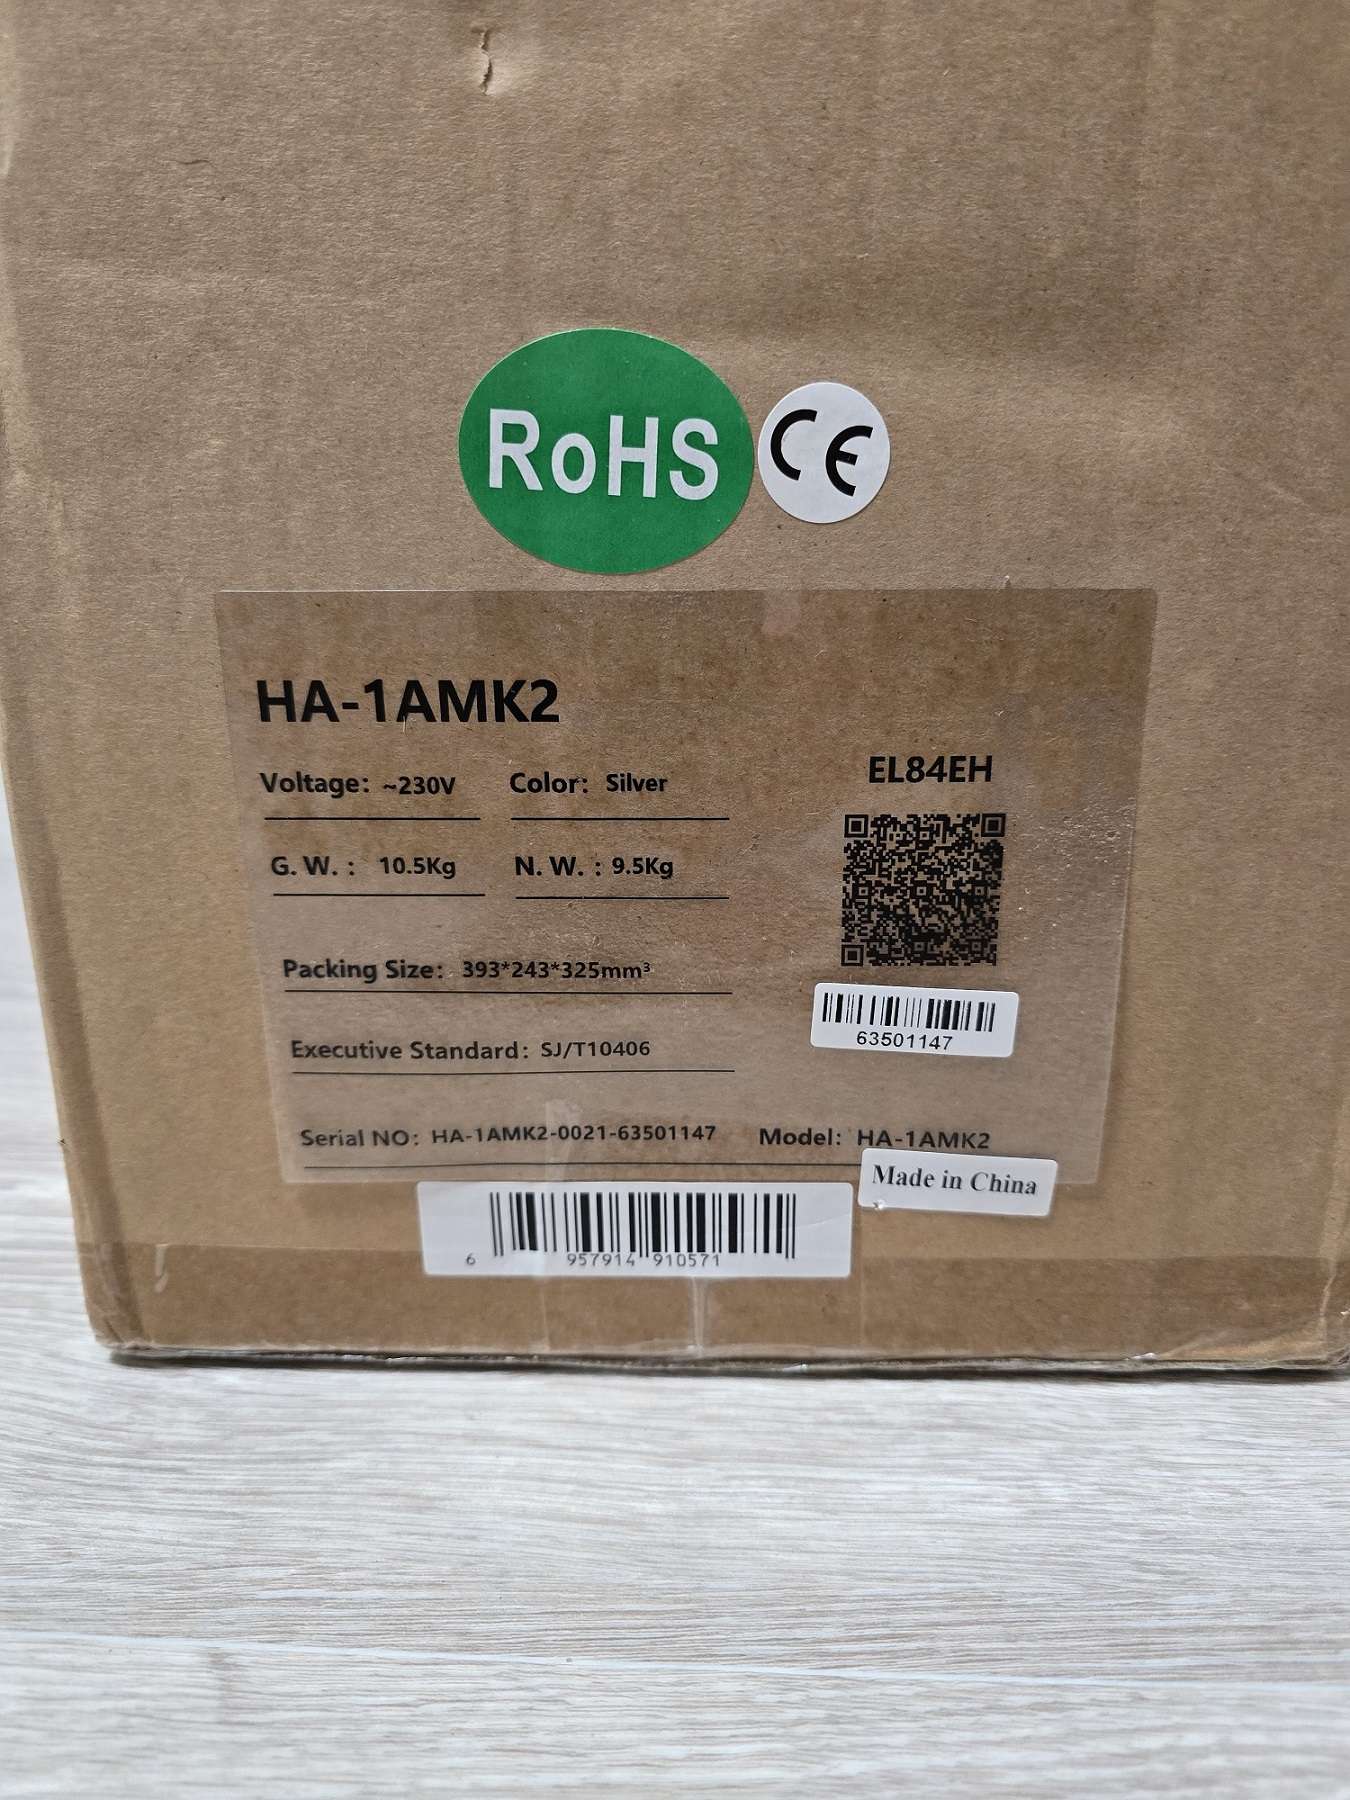 RoHS CE
HA-1AMK2
Voltage: ~230V Color: Silver
EL84EH
G. W. : 10.5Kg N. W. : 9.5Kg
Packing Size: 393*243*325mm³
63501147
Executive Standard: SJ/T10406
Serial NO: HA-1AMK2-0021-63501147 Model: HA-1AMK2
Made in China
6 957914 910571